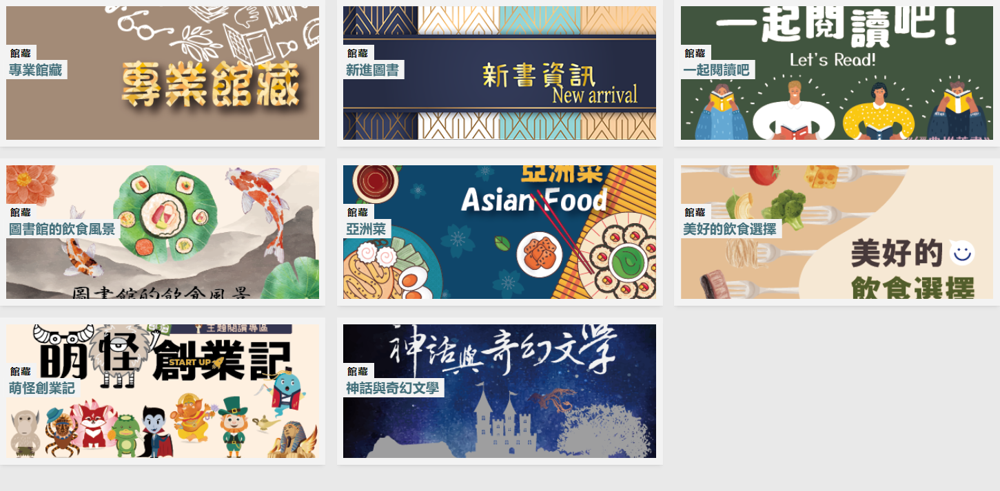 館藏
專業館藏
專業館藏
館藏
新進圖書
新書資訊
New arrival
一起閱讀吧！
Let's Read!
館藏
一起閱讀吧
館藏
圖書館的飲食風景
圖書館的飲食風景
亞洲菜
Asian Food
館藏
亞洲菜
館藏
美好的飲食選擇
美好的
飲食選擇
主題閱讀專區
萌怪創業記
START UP
館藏
萌怪創業記
神話與奇幻文學
館藏
神話與奇幻文學